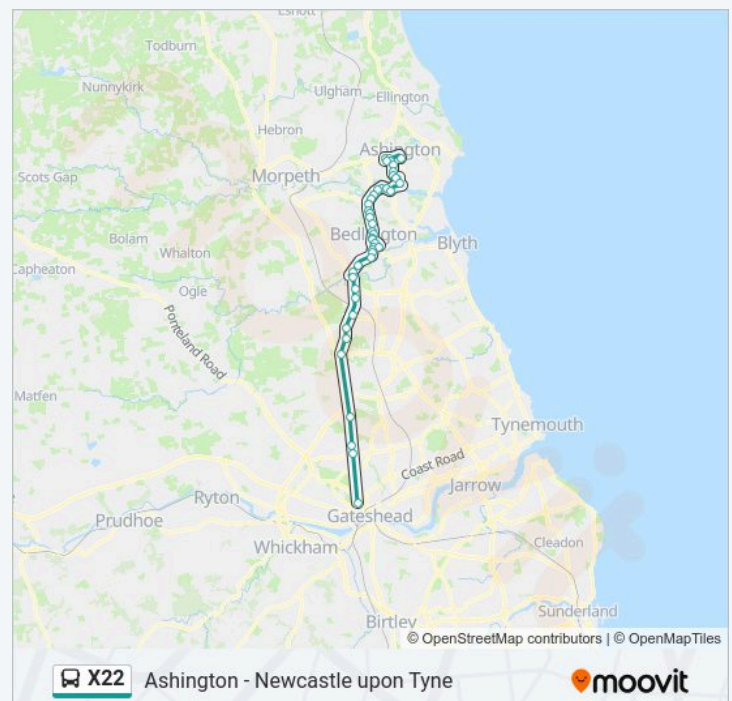 Eshott
Todburn
Nunnykirk
Ulgham
Ellington
Hebron
Ashington
Scots Gap
Morpeth
Bolam
Bedlington
Whalton
Blyth
Capheaton
Ogle
Ponteland Road
Matfen
Tynemouth
Coast Road
Ryton
Jarrow
Prudhoe
Gateshead
Whickham
Cleadon
Sunderland
Birtley
© OpenStreetMap contributors | © OpenMapTiles
X22 Ashington - Newcastle upon Tyne moovit